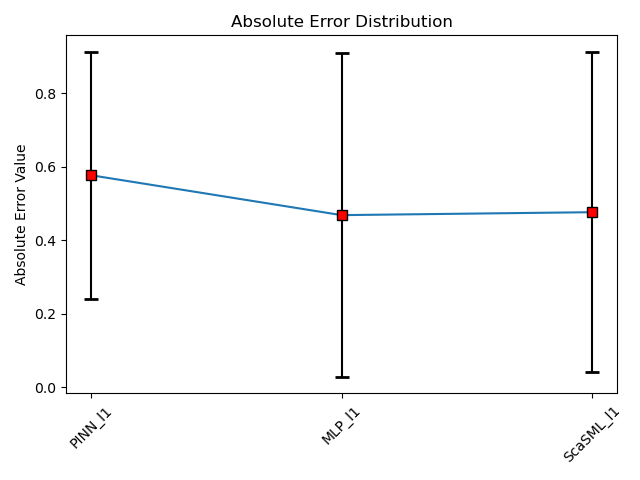 Absolute Error Distribution
Absolute Error Value
0.8
0.6
0.4
0.2
0.0
PINN_l1
MLP_l1
ScaSML_l1